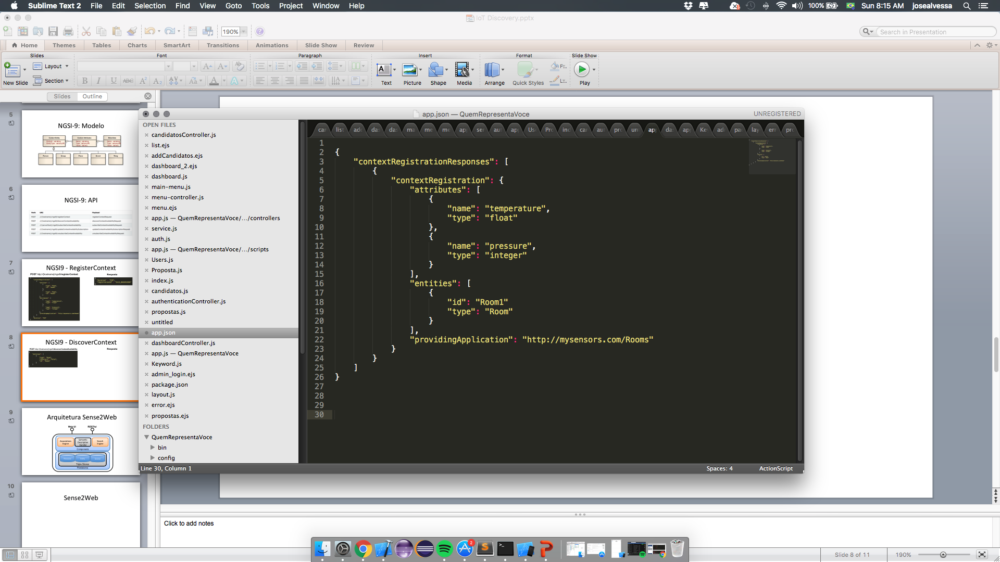 Sublime Text 2 File Edit Selection Find View Goto Tools Project Window Help
100% Sun 8:15 AM josealvessa
IoT Discovery.pptx
190%
Search in Presentation
Home Themes Tables Charts SmartArt Transitions Animations Slide Show Review
Slides Font Paragraph Insert Format Slide Show
New Slide
Layout
Section
Text Picture Shape Media Arrange Quick Styles Play
Slides Outline
5
NGSI-9: Modelo
6
NGSI-9: API
7
NGSI9 - RegisterContext
Resposta
8
NGSI9 - DiscoverContext
Resposta
9
Arquitetura Sense2Web
Web UI RESTful
10
Sense2Web
app.json — QuemRepresentaVoce
UNREGISTERED
OPEN FILES
candidatosController.js
list.ejs
addCandidatos.ejs
dashboard_2.ejs
dashboard.js
main-menu.js
menu-controller.js
menu.ejs
app.js — QuemRepresentaVoce/.../controllers
service.js
auth.js
app.js — QuemRepresentaVoce/.../scripts
Users.js
Proposta.js
index.js
candidatos.js
authenticationController.js
propostas.js
untitled
app.json
dashboardController.js
app.js — QuemRepresentaVoce
Keyword.js
admin_login.ejs
package.json
layout.js
error.ejs
propostas.ejs
FOLDERS
QuemRepresentaVoce
bin
config
1
2 {
3 "contextRegistrationResponses": [
4 {
5 "contextRegistration": {
6 "attributes": [
7 {
8 "name": "temperature",
9 "type": "float"
10 },
11 {
12 "name": "pressure",
13 "type": "integer"
14 }
15 ],
16 "entities": [
17 {
18 "id": "Room1"
19 "type": "Room"
20 }
21 ],
22 "providingApplication": "http://mysensors.com/Rooms"
23 }
24 }
25 ]
26 }
27
28
29
30
Line 30, Column 1
Spaces: 4 ActionScript
Click to add notes
Slide 8 of 11 190%